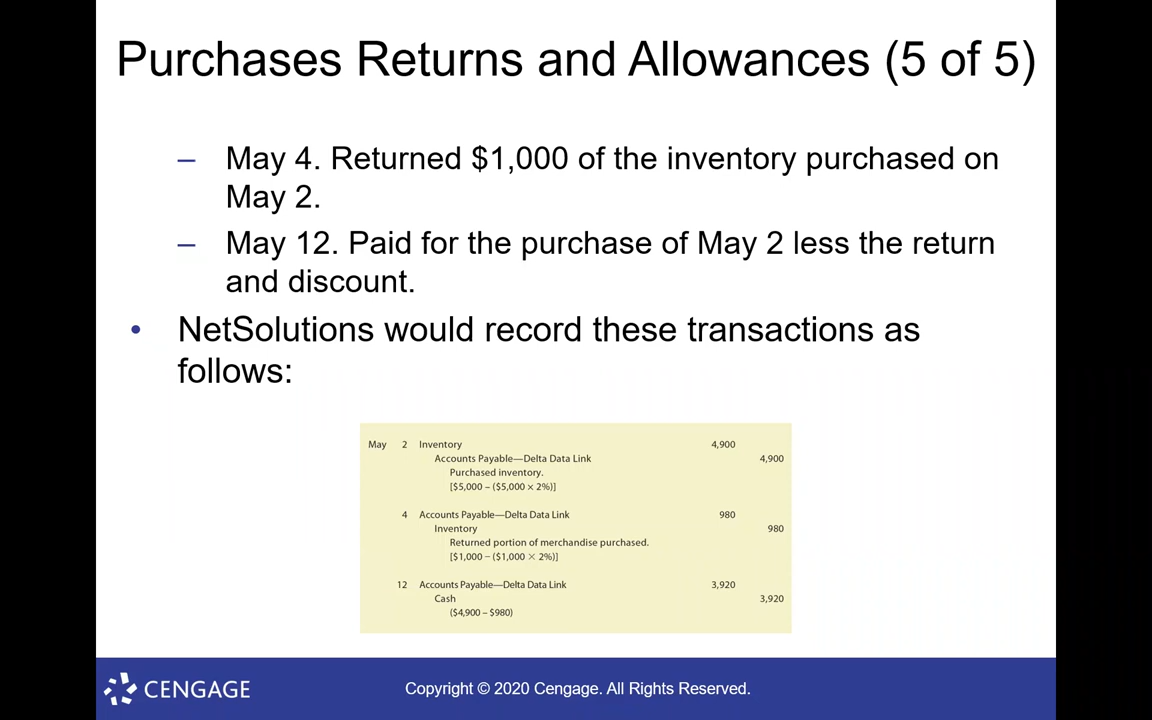 Purchases Returns and Allowances (5 of 5)
– May 4. Returned $1,000 of the inventory purchased on
May 2.
– May 12. Paid for the purchase of May 2 less the return
and discount.
• NetSolutions would record these transactions as
follows:
May 2 Inventory 4,900
Accounts Payable—Delta Data Link 4,900
Purchased inventory.
[$5,000 – ($5,000 × 2%)]
4 Accounts Payable—Delta Data Link 980
Inventory 980
Returned portion of merchandise purchased.
[$1,000 – ($1,000 × 2%)]
12 Accounts Payable—Delta Data Link 3,920
Cash 3,920
($4,900 – $980)
CENGAGE Copyright © 2020 Cengage. All Rights Reserved.